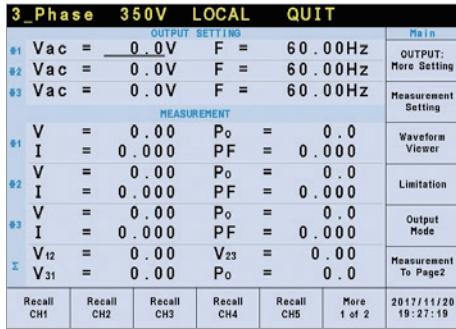 3_Phase 350V LOCAL QUIT
OUTPUT SETTING
Φ1 Vac = 0.0V F = 60.00Hz
Φ2 Vac = 0.0V F = 60.00Hz
Φ3 Vac = 0.0V F = 60.00Hz
MEASUREMENT
Φ1 V = 0.00 Po = 0.0
I = 0.000 PF = 0.000
Φ2 V = 0.00 Po = 0.0
I = 0.000 PF = 0.000
Φ3 V = 0.00 Po = 0.0
I = 0.000 PF = 0.000
Σ V12 = 0.00 V23 = 0.00
V31 = 0.00 Po = 0.0
Main
OUTPUT:
More Setting
Measurement
Setting
Waveform
Viewer
Limitation
Output
Mode
Measurement
To Page2
Recall CH1
Recall CH2
Recall CH3
Recall CH4
Recall CH5
More
1 of 2
2017/11/20
19:27:19